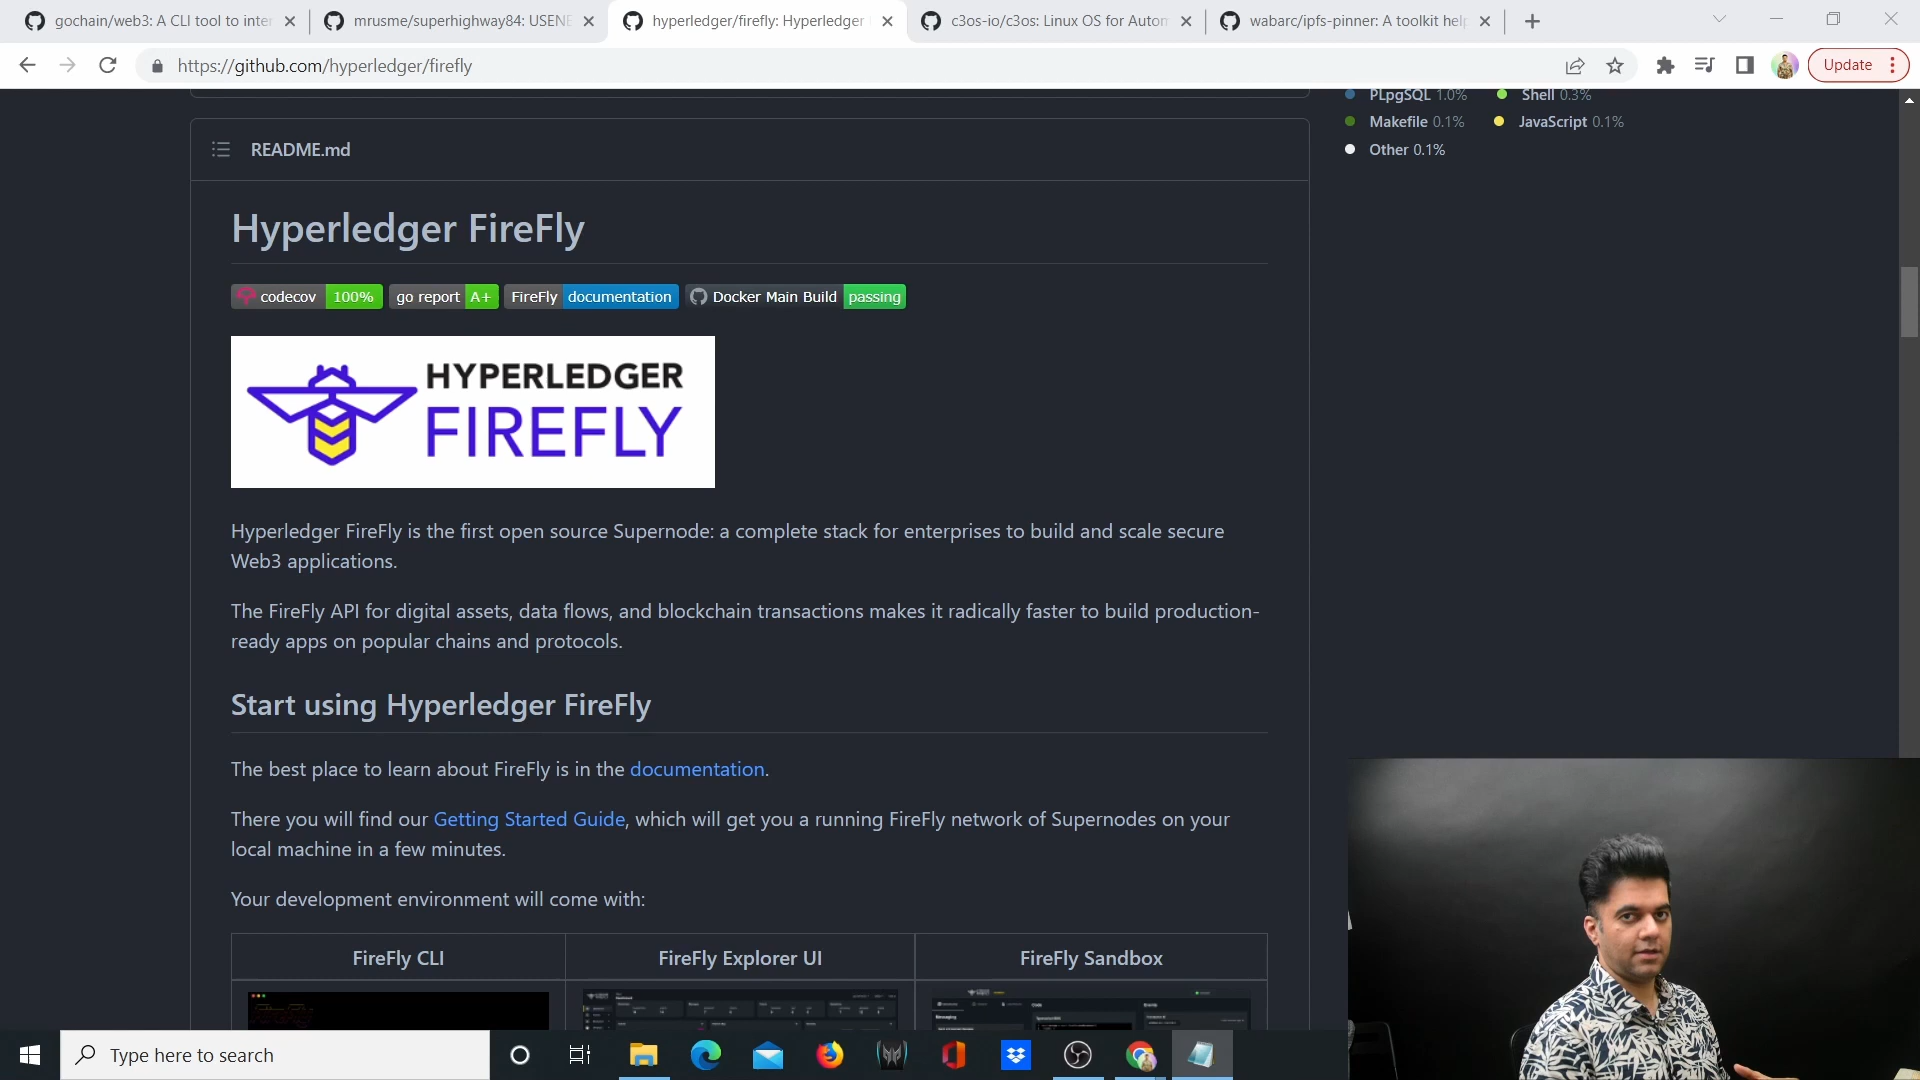 gochain/web3: A CLI tool to inter
mrusme/superhighway84: USENE
hyperledger/firefly: Hyperledger
c3os-io/c3os: Linux OS for Autom
wabarc/ipfs-pinner: A toolkit help
https://github.com/hyperledger/firefly
Update
PLpgSQL 1.0%
Shell 0.3%
Makefile 0.1%
JavaScript 0.1%
Other 0.1%
README.md
Hyperledger FireFly
codecov 100% go report A+ FireFly documentation Docker Main Build passing
HYPERLEDGER
FIREFLY
Hyperledger FireFly is the first open source Supernode: a complete stack for enterprises to build and scale secure
Web3 applications.
The FireFly API for digital assets, data flows, and blockchain transactions makes it radically faster to build production-
ready apps on popular chains and protocols.
Start using Hyperledger FireFly
The best place to learn about FireFly is in the documentation.
There you will find our Getting Started Guide, which will get you a running FireFly network of Supernodes on your
local machine in a few minutes.
Your development environment will come with:
FireFly CLI
FireFly Explorer UI
FireFly Sandbox
Type here to search